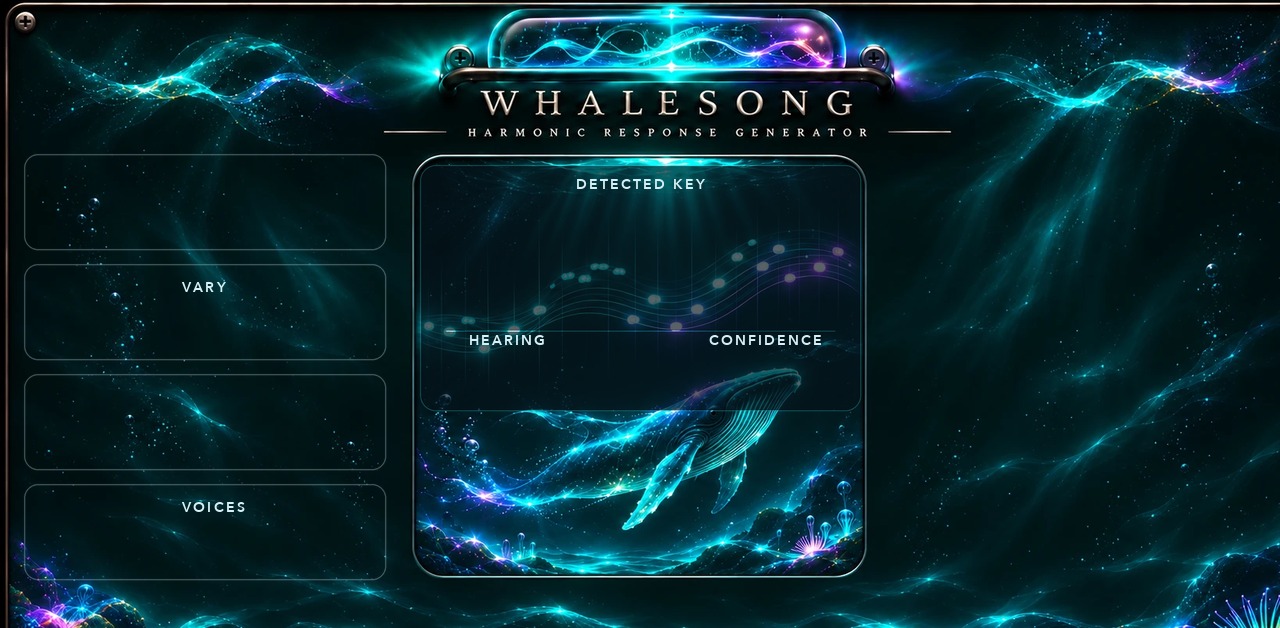 WHALESONG
HARMONIC RESPONSE GENERATOR
DETECTED KEY
VARY
HEARING
CONFIDENCE
VOICES